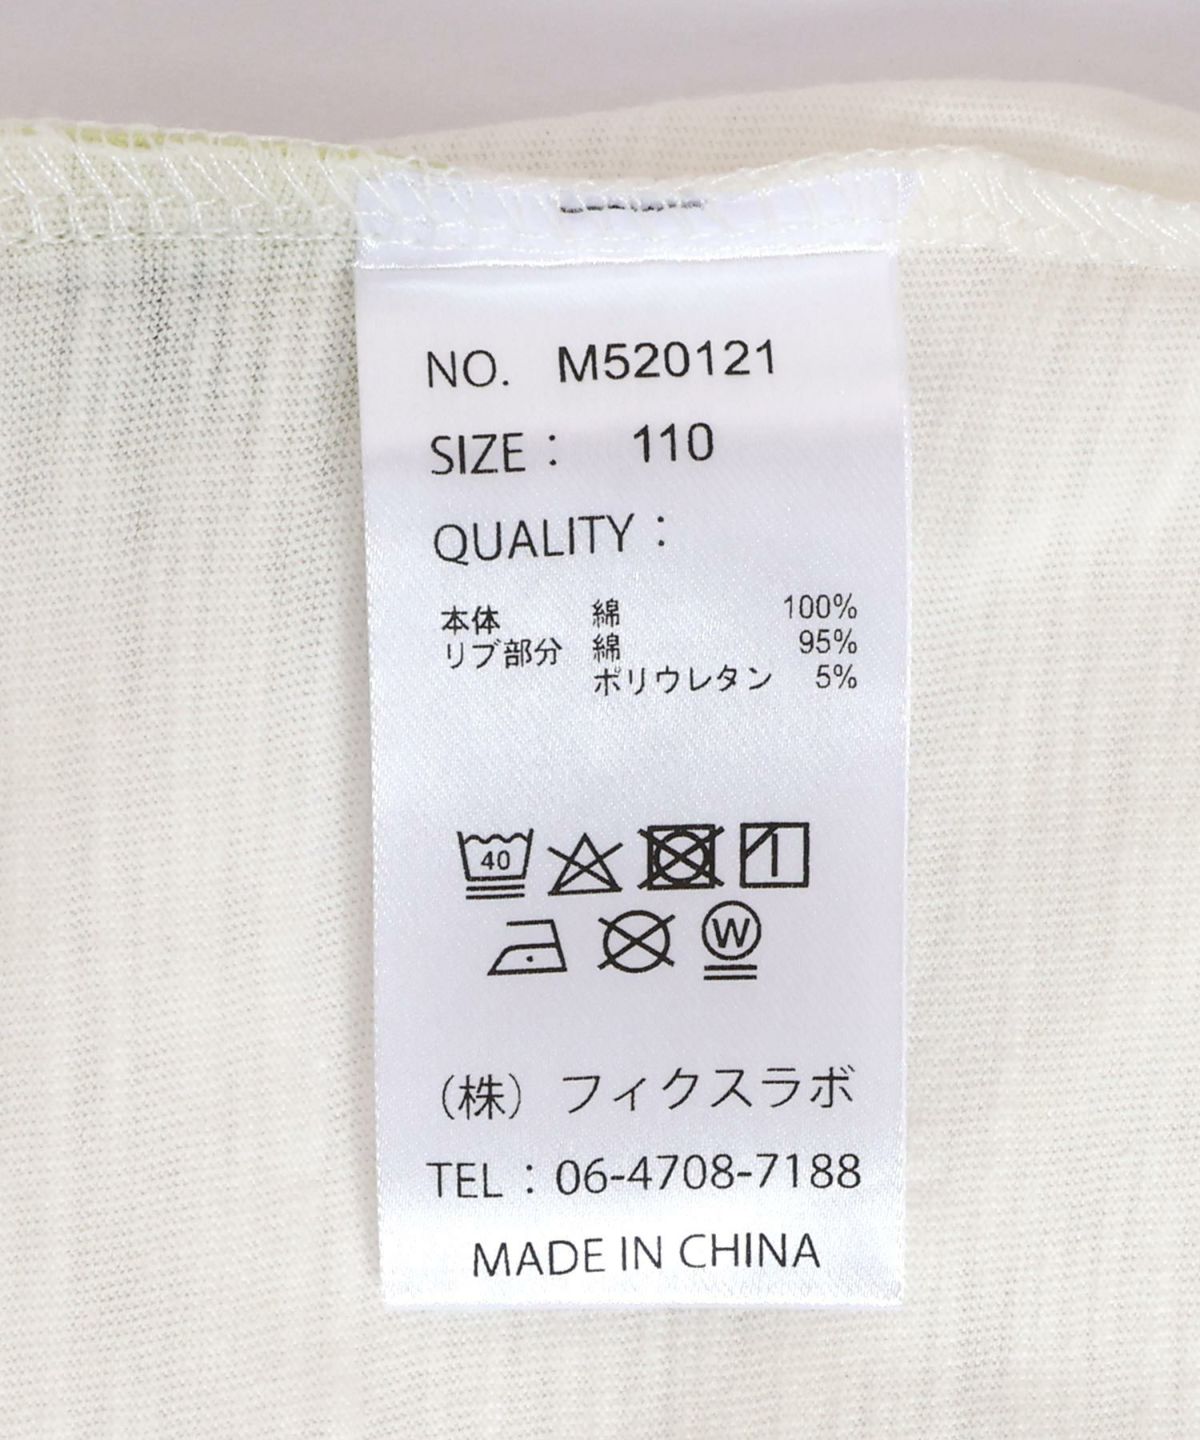 NO. M520121
SIZE： 110
QUALITY：
本体 綿 100%
リブ部分 綿 95%
ポリウレタン 5%
40
W
（株）フィクスラボ
TEL：06-4708-7188
MADE IN CHINA